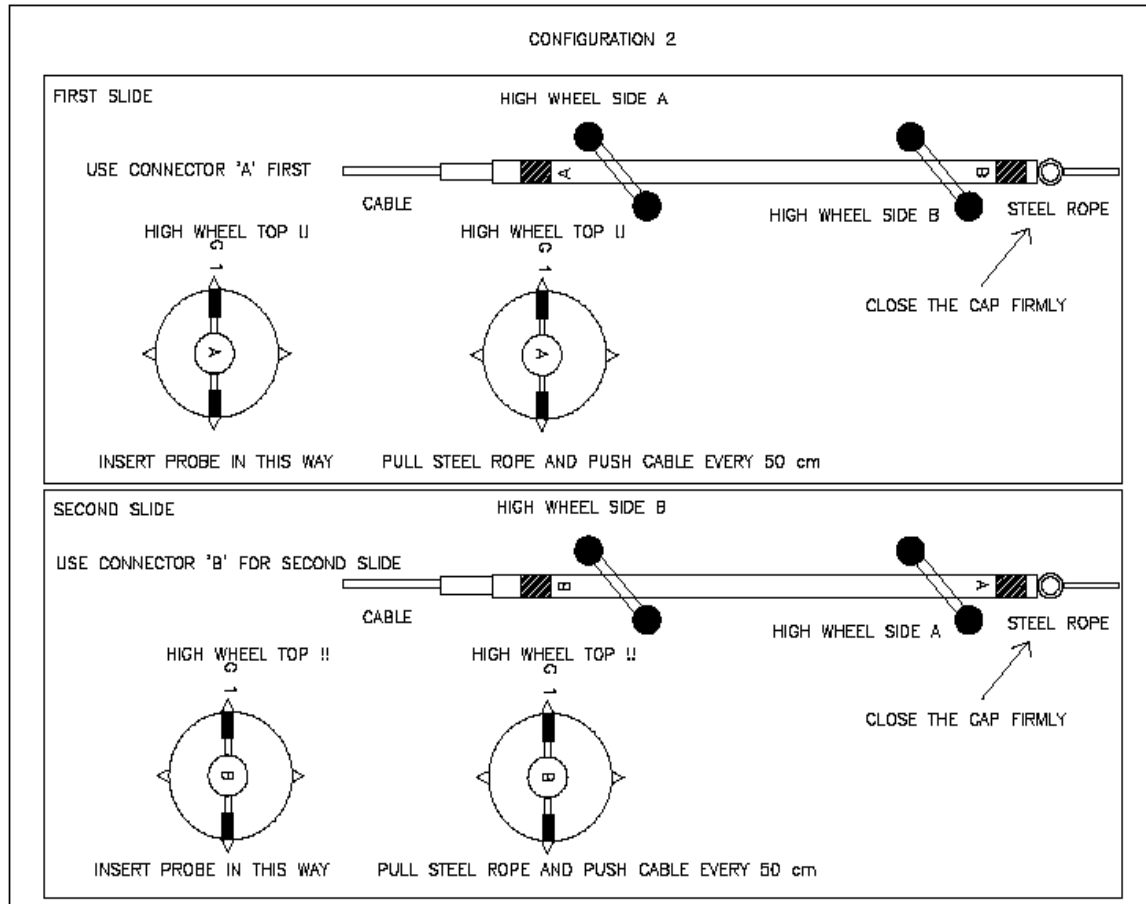 CONFIGURATION 2
FIRST SLIDE
HIGH WHEEL SIDE A
USE CONNECTOR 'A' FIRST
A
B
CABLE
HIGH WHEEL SIDE B
STEEL ROPE
HIGH WHEEL TOP !!
HIGH WHEEL TOP !!
G 1
G 1
CLOSE THE CAP FIRMLY
A
A
INSERT PROBE IN THIS WAY
PULL STEEL ROPE AND PUSH CABLE EVERY 50 cm
SECOND SLIDE
HIGH WHEEL SIDE B
USE CONNECTOR 'B' FOR SECOND SLIDE
B
A
CABLE
HIGH WHEEL SIDE A
STEEL ROPE
HIGH WHEEL TOP !!
HIGH WHEEL TOP !!
G 1
G 1
CLOSE THE CAP FIRMLY
B
B
INSERT PROBE IN THIS WAY
PULL STEEL ROPE AND PUSH CABLE EVERY 50 cm